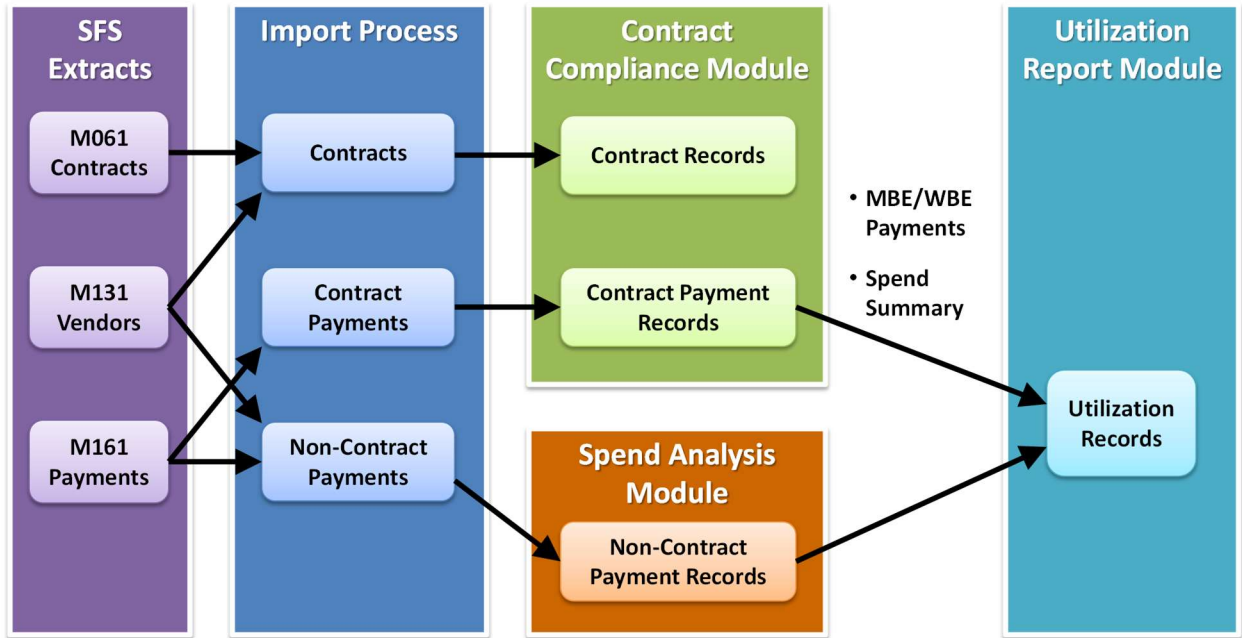 SFS
Extracts
M061
Contracts
M131
Vendors
M161
Payments
Import Process
Contracts
Contract
Payments
Non-Contract
Payments
Contract
Compliance Module
Contract Records
Contract Payment
Records
Spend Analysis
Module
Non-Contract
Payment Records
• MBE/WBE
Payments
• Spend
Summary
Utilization
Report Module
Utilization
Records